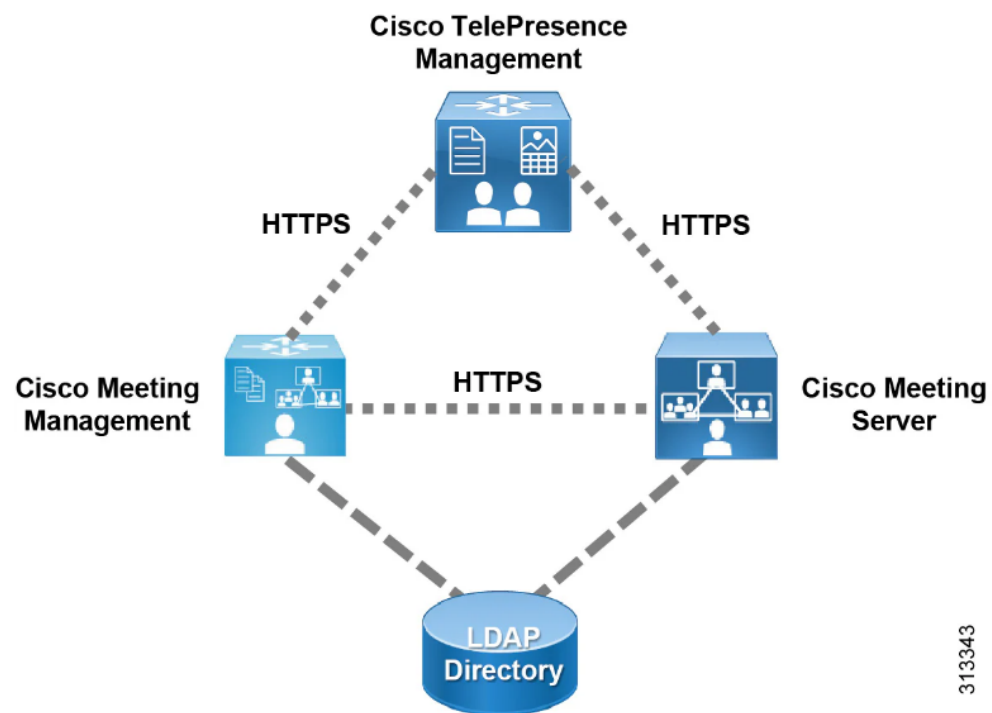 Cisco TelePresence
Management
HTTPS
HTTPS
Cisco Meeting
Management
HTTPS
Cisco Meeting
Server
LDAP
Directory
313343